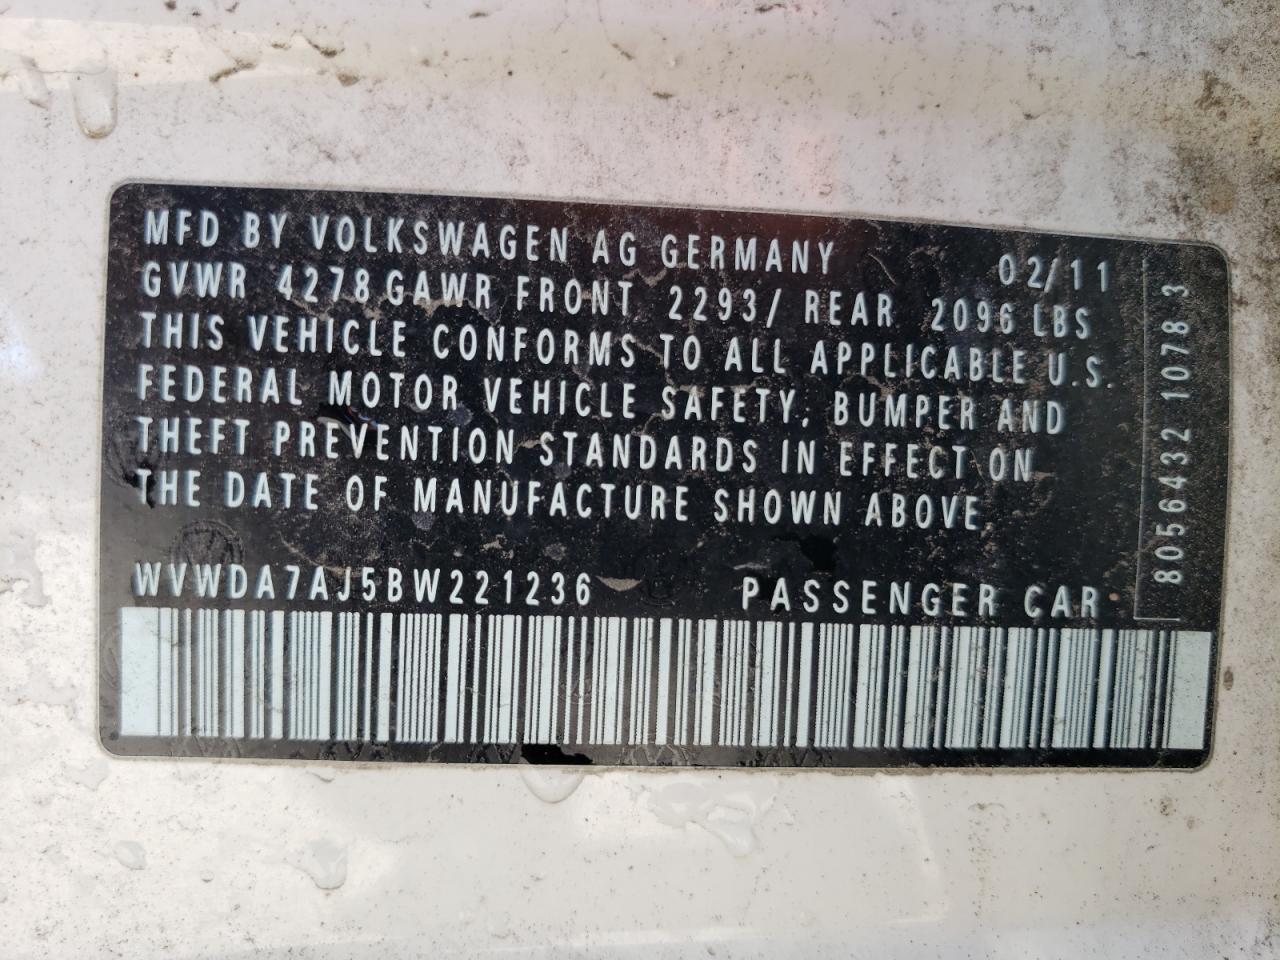 MFD BY VOLKSWAGEN AG GERMANY 02/11
GVWR 4278 GAWR FRONT 2293/ REAR 2096 LBS
THIS VEHICLE CONFORMS TO ALL APPLICABLE U.S.
FEDERAL MOTOR VEHICLE SAFETY, BUMPER AND
THEFT PREVENTION STANDARDS IN EFFECT ON
THE DATE OF MANUFACTURE SHOWN ABOVE
WVWDA7AJ5BW221236 PASSENGER CAR
8056432 1078 3